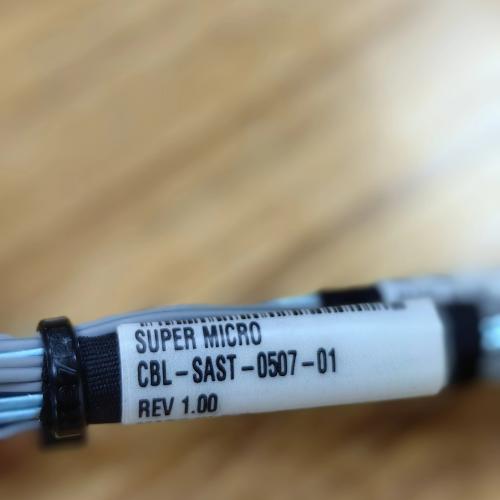 SUPER MICRO
CBL-SAST-0507-01
REV 1.00